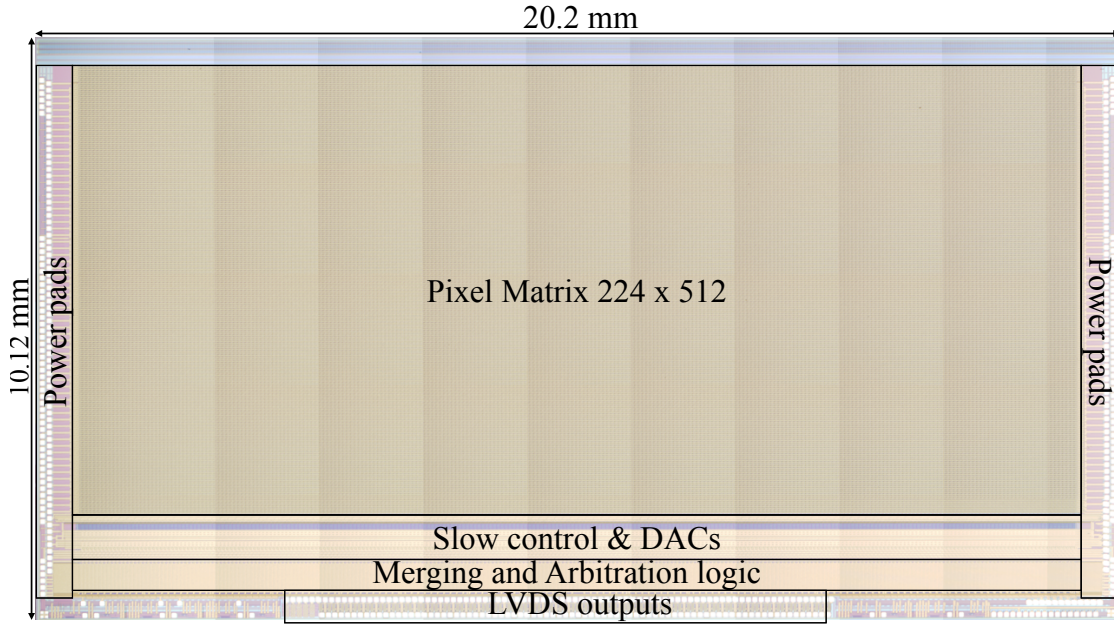 20.2 mm
10.12 mm
Power pads
Pixel Matrix 224 x 512
Power pads
Slow control & DACs
Merging and Arbitration logic
LVDS outputs